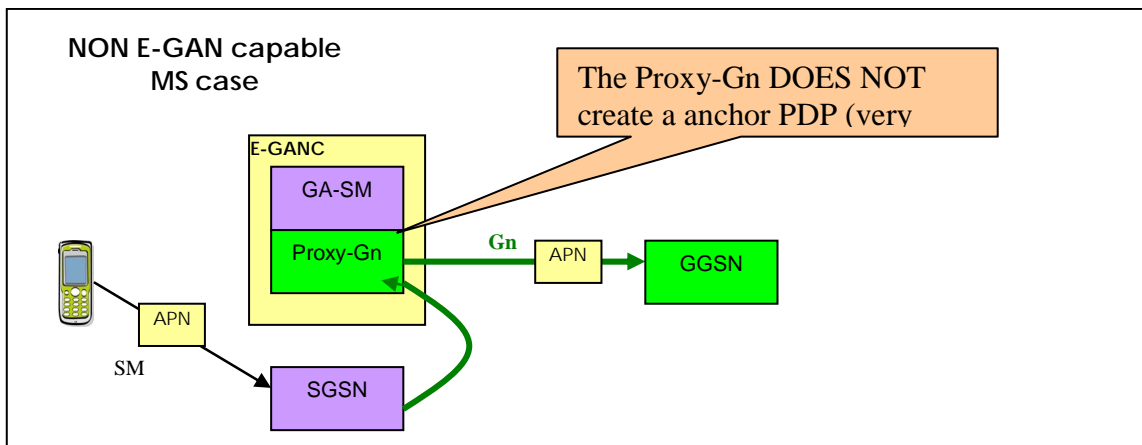 NON E-GAN capable
MS case
The Proxy-Gn DOES NOT
create a anchor PDP (very
E-GANC
GA-SM
Proxy-Gn
Gn
APN
GGSN
APN
SM
SGSN